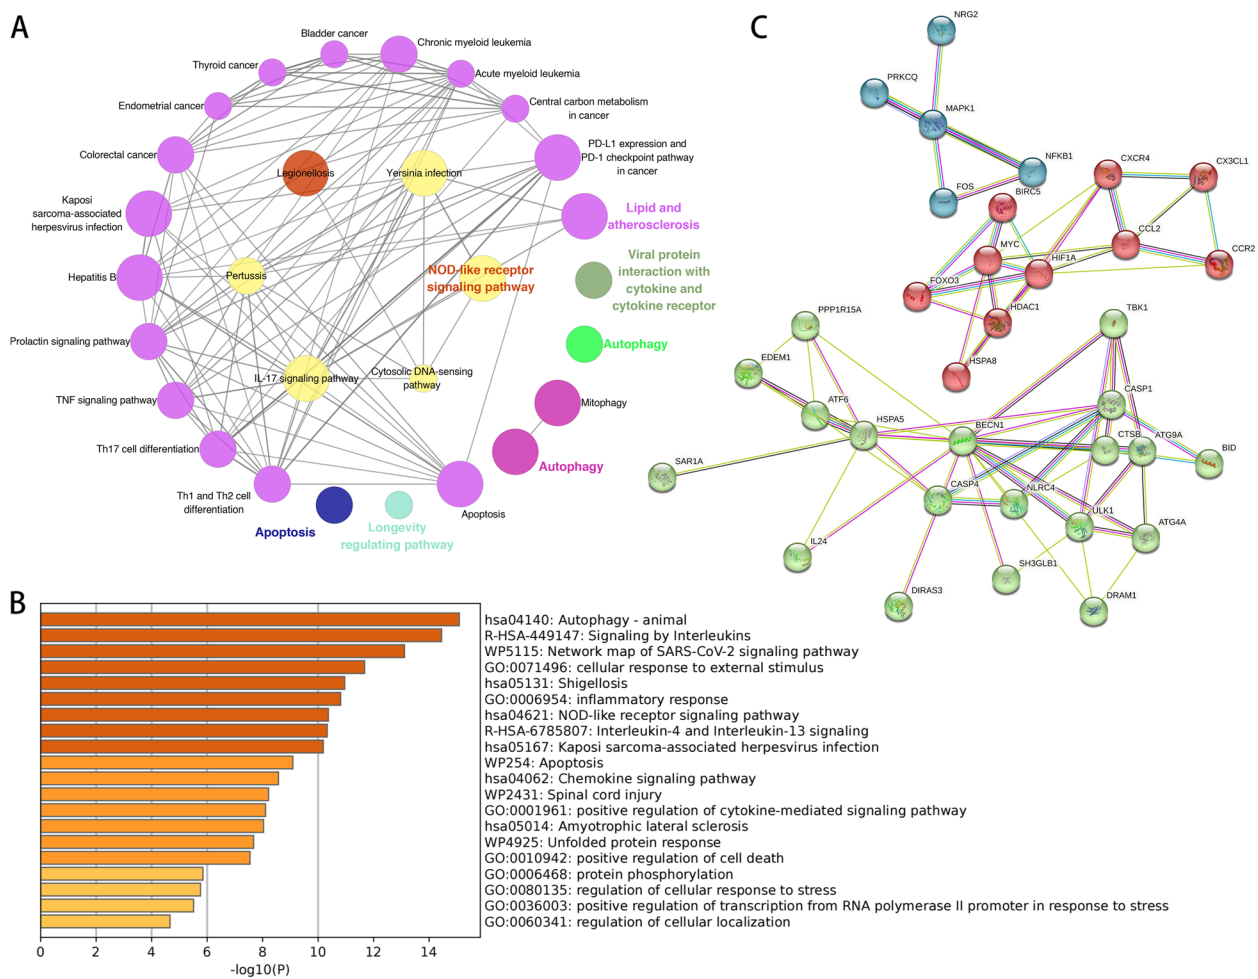 A
Bladder cancer
Chronic myeloid leukemia
Thyroid cancer
Acute myeloid leukemia
Endometrial cancer
Central carbon metabolism
in cancer
Colorectal cancer
PD-L1 expression and
PD-1 checkpoint pathway
in cancer
Legionellosis
Yersinia infection
Kaposi
sarcoma-associated
herpesvirus infection
Lipid and
atherosclerosis
Hepatitis B
Pertussis
NOD-like receptor
signaling pathway
Viral protein
interaction with
cytokine and
cytokine receptor
Prolactin signaling pathway
Autophagy
IL-17 signaling pathway
Cytosolic DNA-sensing
pathway
TNF signaling pathway
Mitophagy
Th17 cell differentiation
Autophagy
Th1 and Th2 cell
differentiation
Apoptosis
Apoptosis
Longevity
regulating pathway
C
NRG2
PRKCQ
MAPK1
NFKB1
FOS
BIRC5
CXCR4
CX3CL1
MYC
CCL2
HIF1A
CCR2
FOXO3
HDAC1
HSPA8
PPP1R15A
TBK1
EDEM1
ATF6
CASP1
HSPA5
BECN1
CTSB
ATG9A
BID
SAR1A
CASP4
NLRC4
ULK1
ATG4A
IL24
SH3GLB1
DIRAS3
DRAM1
B
hsa04140: Autophagy - animal
R-HSA-449147: Signaling by Interleukins
WP5115: Network map of SARS-CoV-2 signaling pathway
GO:0071496: cellular response to external stimulus
hsa05131: Shigellosis
GO:0006954: inflammatory response
hsa04621: NOD-like receptor signaling pathway
R-HSA-6785807: Interleukin-4 and Interleukin-13 signaling
hsa05167: Kaposi sarcoma-associated herpesvirus infection
WP254: Apoptosis
hsa04062: Chemokine signaling pathway
WP2431: Spinal cord injury
GO:0001961: positive regulation of cytokine-mediated signaling pathway
hsa05014: Amyotrophic lateral sclerosis
WP4925: Unfolded protein response
GO:0010942: positive regulation of cell death
GO:0006468: protein phosphorylation
GO:0080135: regulation of cellular response to stress
GO:0036003: positive regulation of transcription from RNA polymerase II promoter in response to stress
GO:0060341: regulation of cellular localization
0 2 4 6 8 10 12 14
-log10(P)